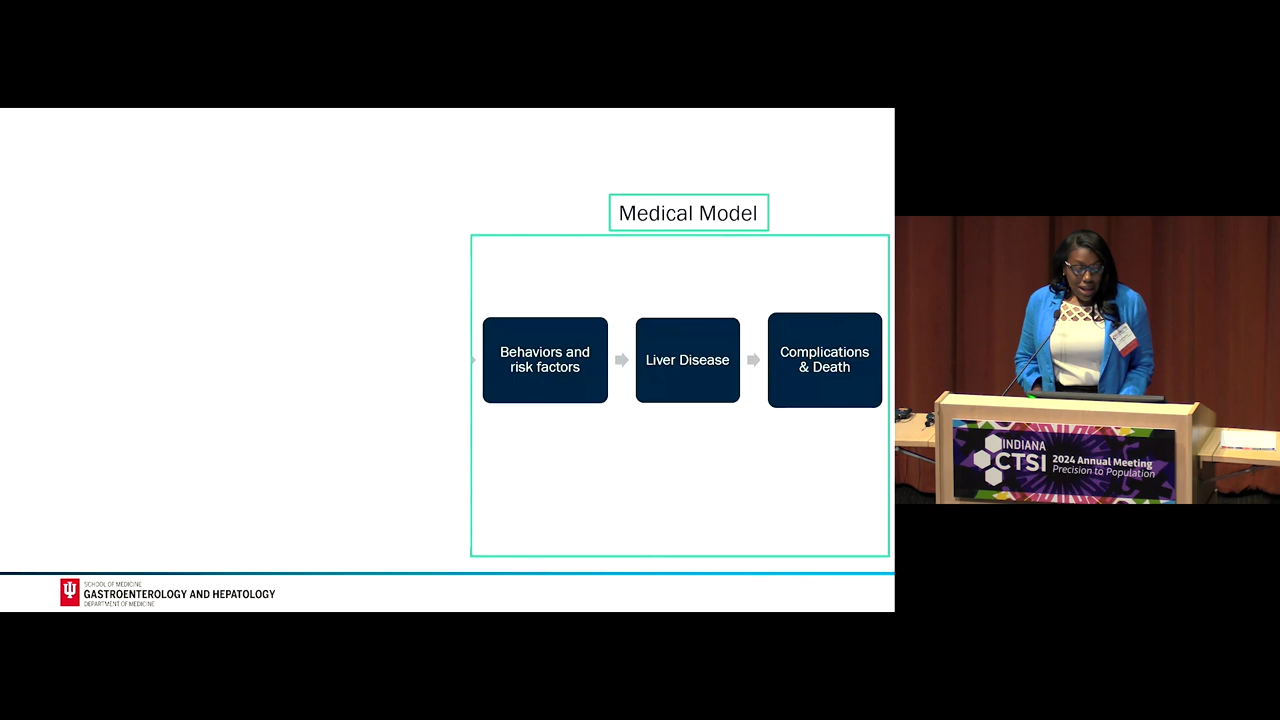 Medical Model
Behaviors and
risk factors
Liver Disease
Complications
& Death
SCHOOL OF MEDICINE
GASTROENTEROLOGY AND HEPATOLOGY
DEPARTMENT OF MEDICINE
INDIANA
CTSI
2024 Annual Meeting
Precision to Population